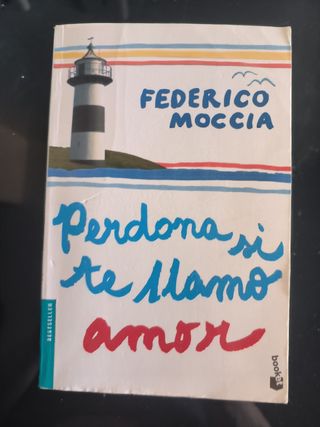 FEDERICO
MOCCIA
Perdona si
te llamo
amor
BESTSELLER
booket